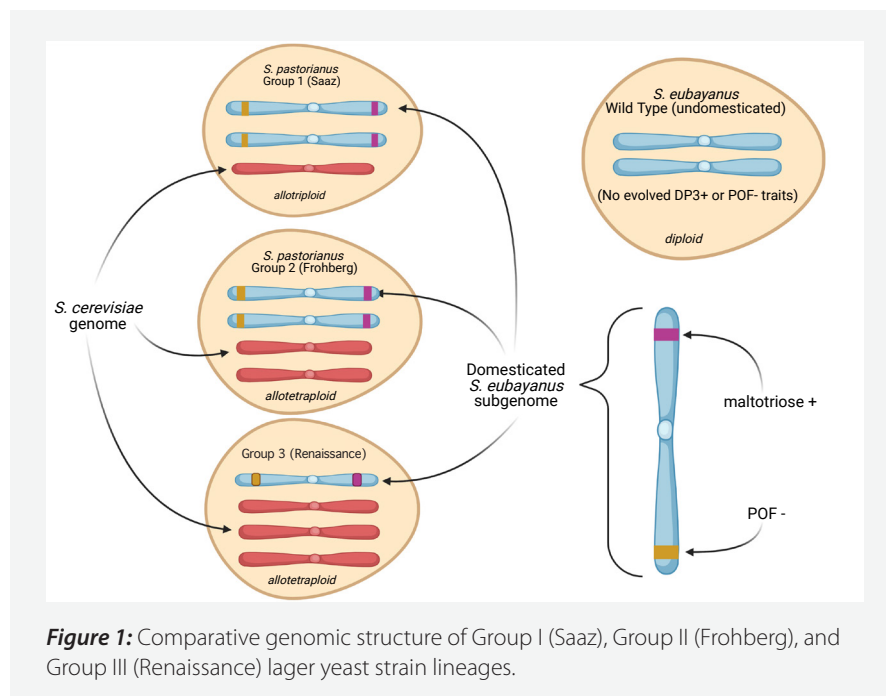 S. pastorianus
Group 1 (Saaz)
allotriploid
S. eubayanus
Wild Type (undomesticated)
(No evolved DP3+ or POF- traits)
diploid
S. pastorianus
Group 2 (Frohberg)
allotetraploid
S. cerevisiae
genome
Domesticated
S. eubayanus
subgenome
maltotriose +
POF -
Group 3 (Renaissance)
allotetraploid
Figure 1: Comparative genomic structure of Group I (Saaz), Group II (Frohberg), and
Group III (Renaissance) lager yeast strain lineages.